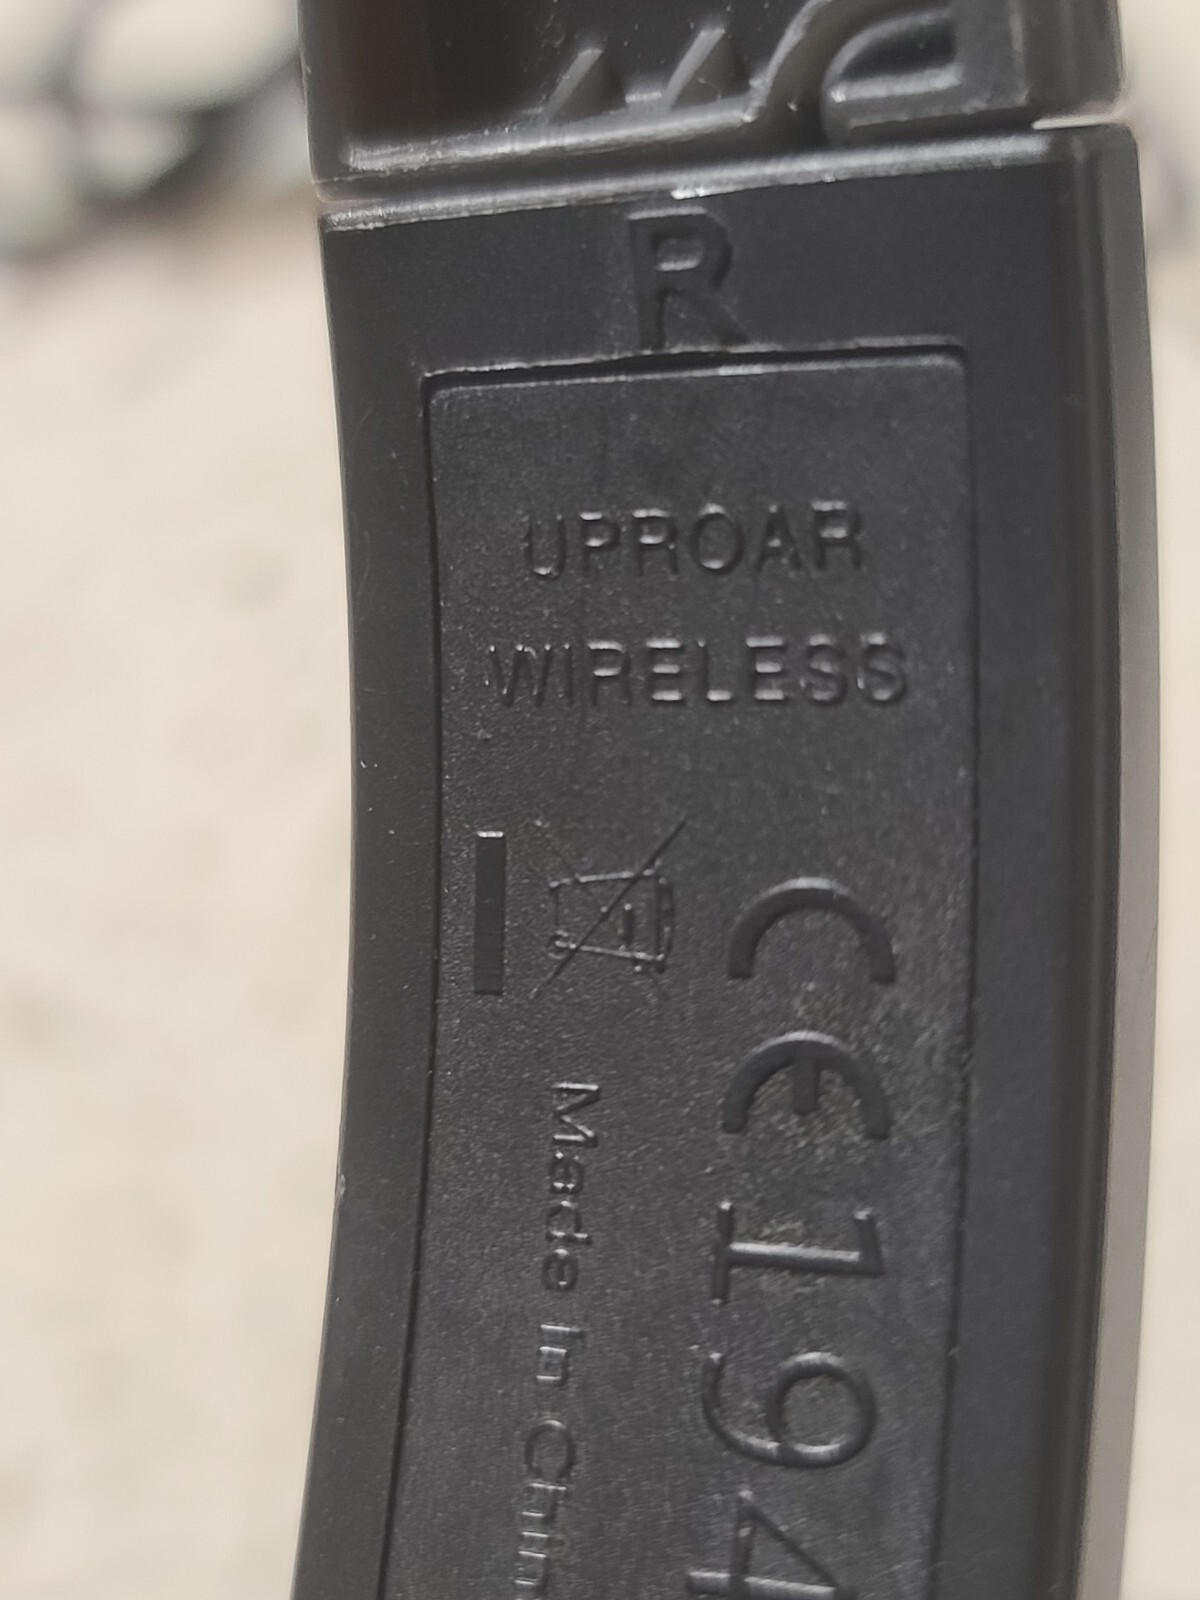 R
UPROAR
WIRELESS
CE194
Made In Chin